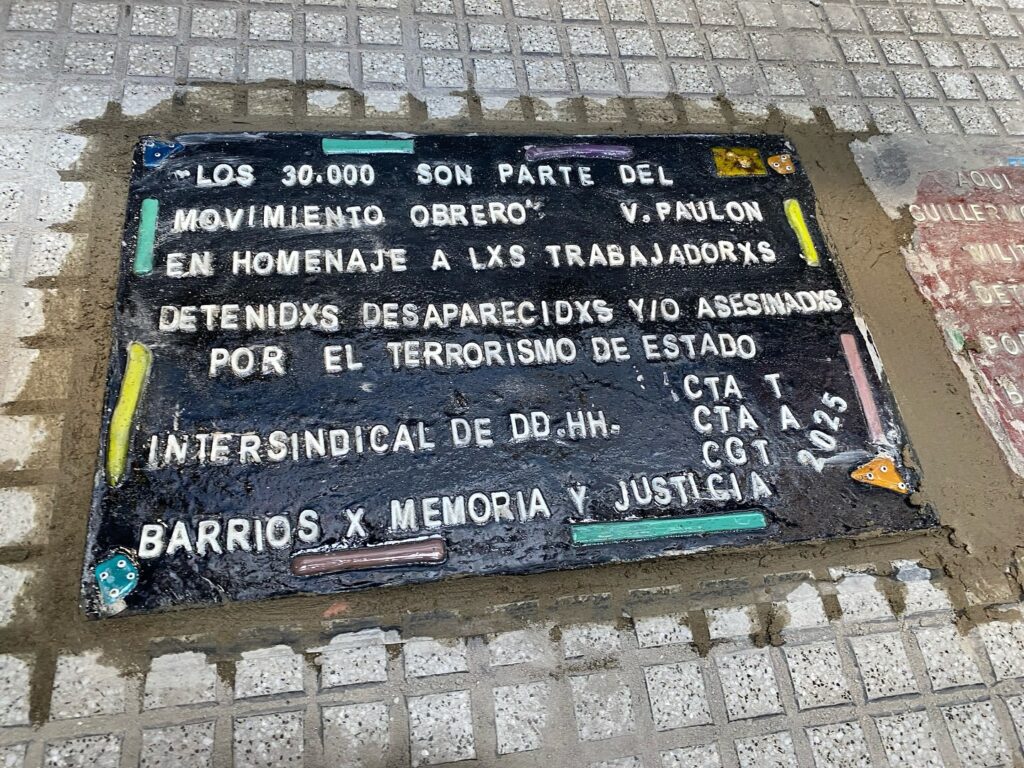 "LOS 30.000 SON PARTE DEL
MOVIMIENTO OBRERO" V. PAULON
EN HOMENAJE A LXS TRABAJADORXS
DETENIDXS DESAPARECIDXS Y/O ASESINADXS
POR EL TERRORISMO DE ESTADO
CTA T
INTERSINDICAL DE DD.HH. CTA A
CGT
2025
BARRIOS X MEMORIA Y JUSTICIA
AQUI
GUILLERMO